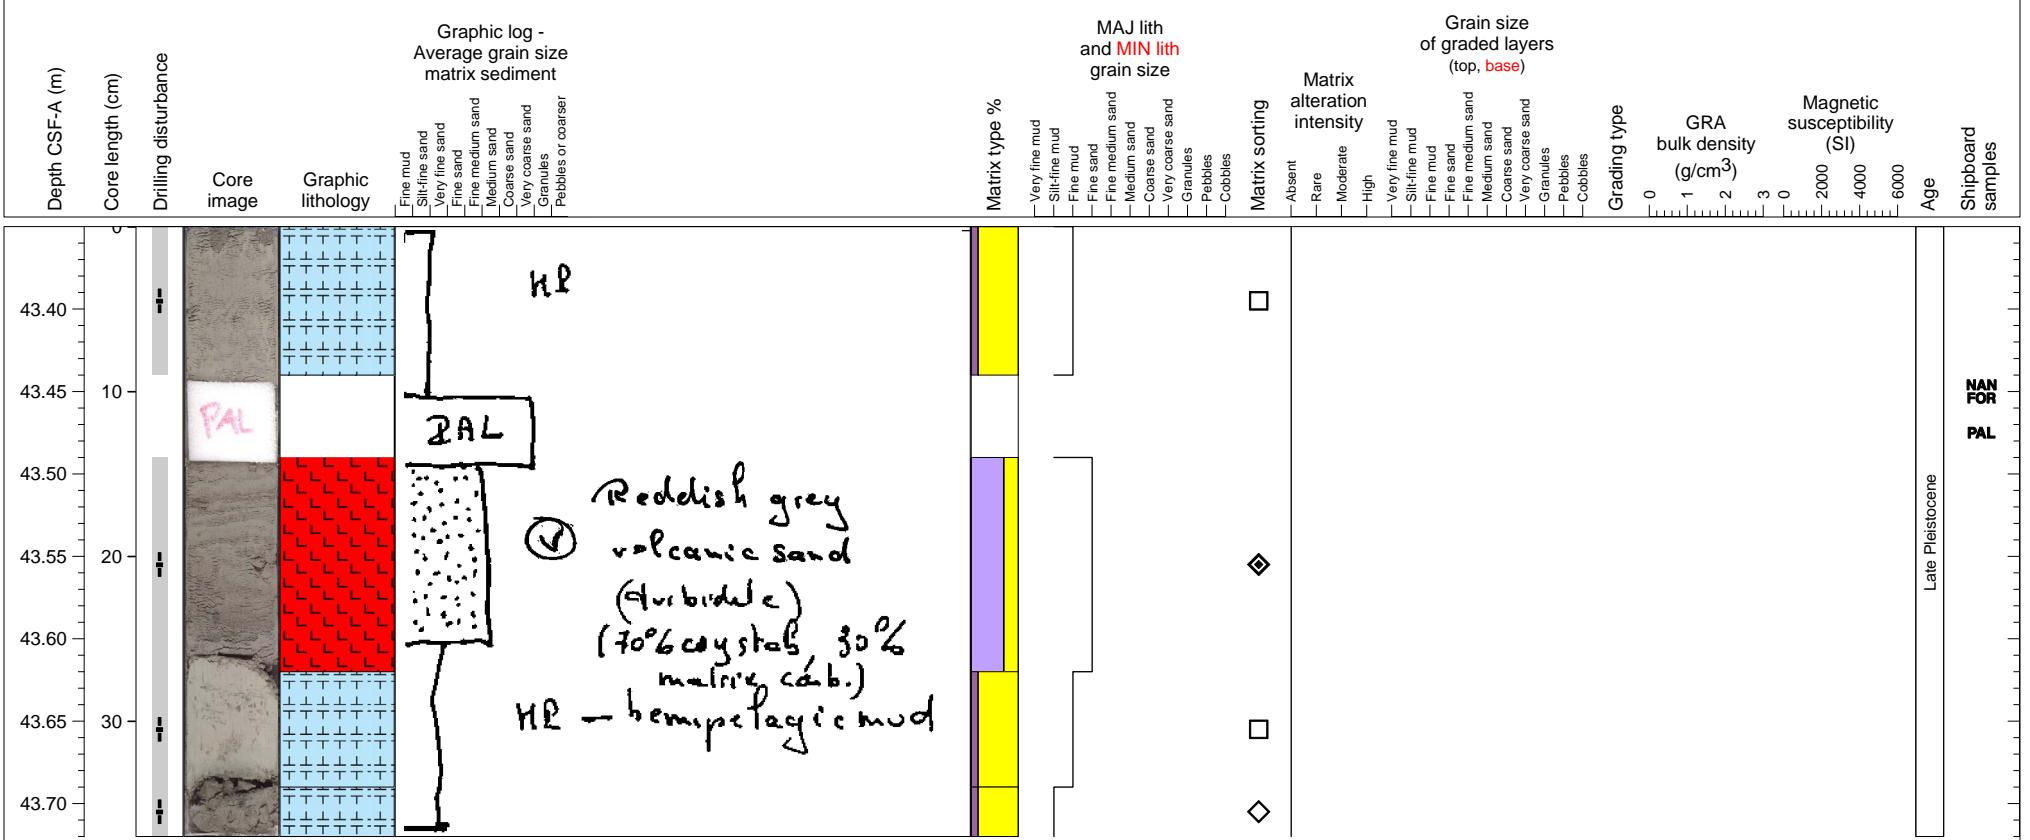 Depth CSF-A (m)
Core length (cm)
Drilling disturbance
Core
image
Graphic
lithology
Graphic log -
Average grain size
matrix sediment
Fine mud
Silt-fine sand
Very fine sand
Fine sand
Fine medium sand
Medium sand
Coarse sand
Very coarse sand
Granules
Pebbles or coarser
Matrix type %
MAJ lith
and MIN lith
grain size
Very fine mud
Silt-fine mud
Fine mud
Fine sand
Fine medium sand
Medium sand
Coarse sand
Very coarse sand
Granules
Pebbles
Cobbles
Matrix sorting
Matrix
alteration
intensity
Absent
Rare
Moderate
High
Grain size
of graded layers
(top, base)
Very fine mud
Silt-fine mud
Fine mud
Fine sand
Fine medium sand
Medium sand
Coarse sand
Very coarse sand
Granules
Pebbles
Cobbles
Grading type
GRA
bulk density
(g/cm3)
0 1 2 3
Magnetic
susceptibility
(SI)
0 2000 4000 6000
Age
Shipboard
samples
0
43.40
43.45
43.50
43.55
43.60
43.65
43.70
10
20
30
PAL
HP
PAL
V
Reddish grey
volcanic sand
(turbidite)
(70% crystals 30%
matrix carb.)
HP — hemipelagic mud
Late Pleistocene
NAN
FOR
PAL